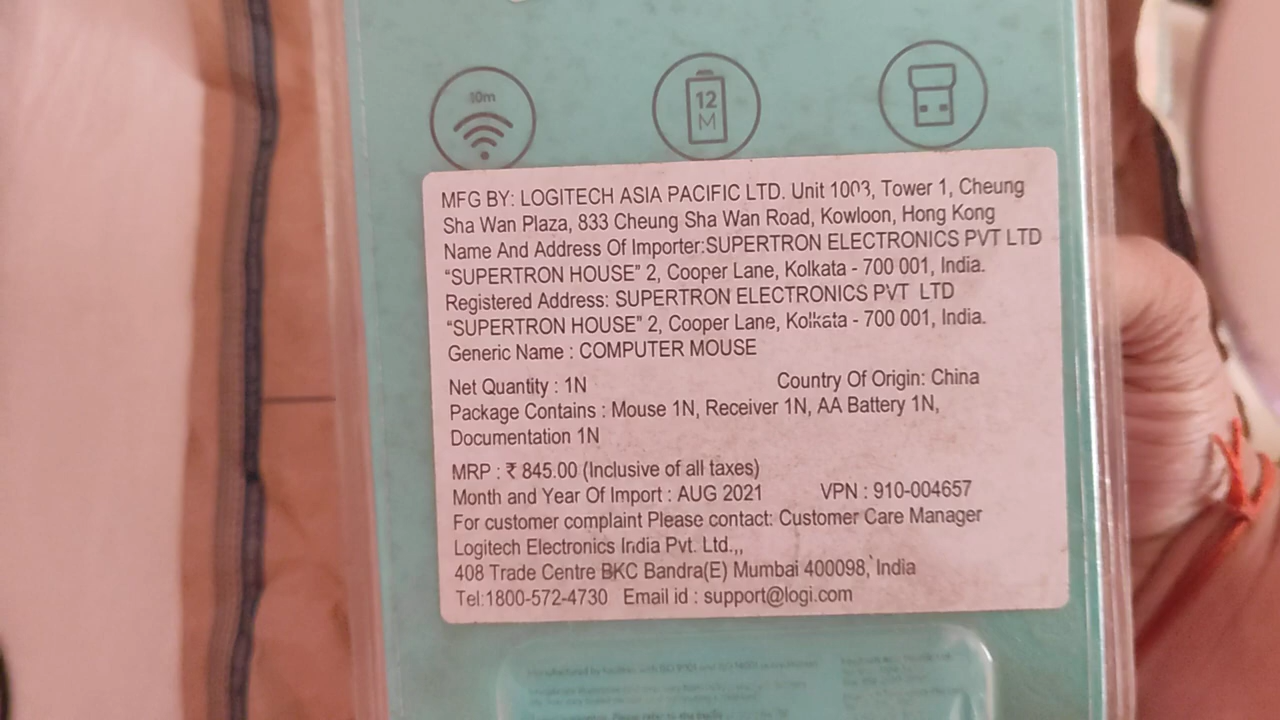 10m
12
M
MFG BY: LOGITECH ASIA PACIFIC LTD. Unit 1003, Tower 1, Cheung
Sha Wan Plaza, 833 Cheung Sha Wan Road, Kowloon, Hong Kong
Name And Address Of Importer:SUPERTRON ELECTRONICS PVT LTD
"SUPERTRON HOUSE" 2, Cooper Lane, Kolkata - 700 001, India.
Registered Address: SUPERTRON ELECTRONICS PVT LTD
"SUPERTRON HOUSE" 2, Cooper Lane, Kolkata - 700 001, India.
Generic Name : COMPUTER MOUSE
Net Quantity : 1N Country Of Origin: China
Package Contains : Mouse 1N, Receiver 1N, AA Battery 1N,
Documentation 1N
MRP : ₹ 845.00 (Inclusive of all taxes)
Month and Year Of Import : AUG 2021 VPN : 910-004657
For customer complaint Please contact: Customer Care Manager
Logitech Electronics India Pvt. Ltd.,,
408 Trade Centre BKC Bandra(E) Mumbai 400098, India
Tel:1800-572-4730 Email id : support@logi.com